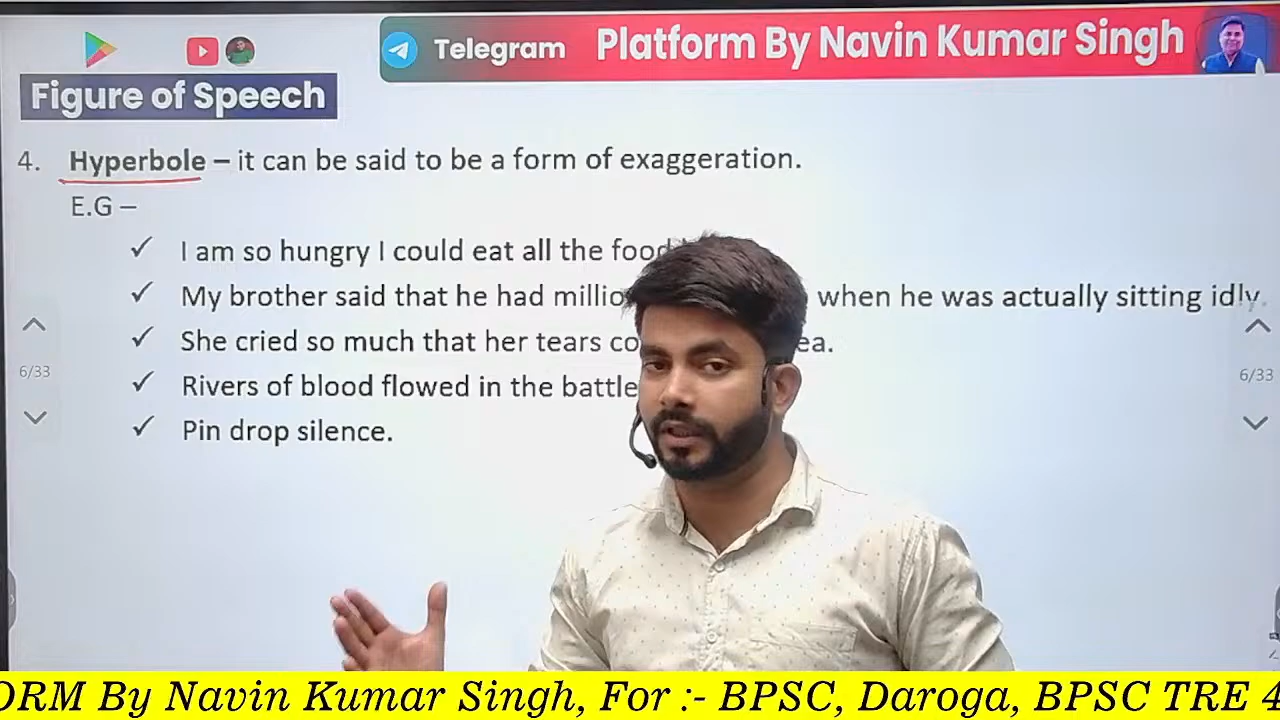 Telegram Platform By Navin Kumar Singh
Figure of Speech
4. Hyperbole – it can be said to be a form of exaggeration.
E.G –
✓ I am so hungry I could eat all the food
✓ My brother said that he had when he was actually sitting idly.
✓ She cried so much that her tears
✓ Rivers of blood flowed in the battle
✓ Pin drop silence.
6/33
6/33
ORM By Navin Kumar Singh, For :- BPSC, Daroga, BPSC TRE 4